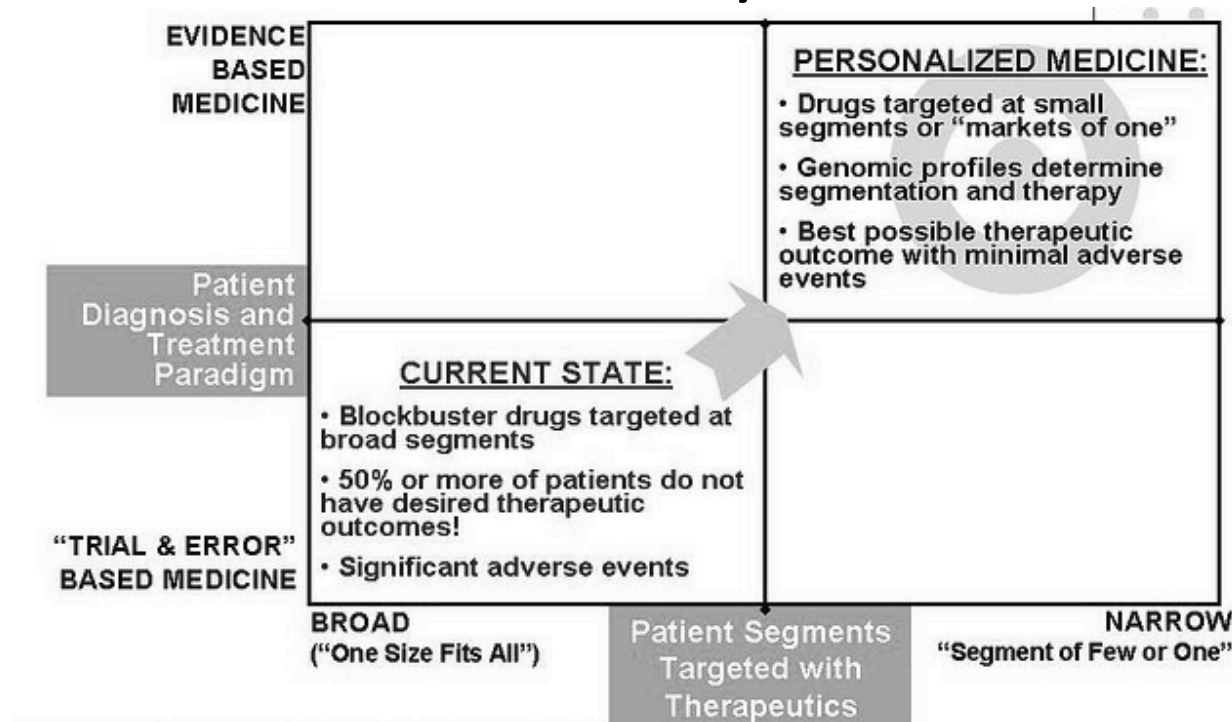 EVIDENCE
BASED
MEDICINE
PERSONALIZED MEDICINE:
• Drugs targeted at small
segments or “markets of one”
• Genomic profiles determine
segmentation and therapy
• Best possible therapeutic
outcome with minimal adverse
events
Patient
Diagnosis and
Treatment
Paradigm
CURRENT STATE:
• Blockbuster drugs targeted at
broad segments
• 50% or more of patients do not
have desired therapeutic
outcomes!
• Significant adverse events
“TRIAL & ERROR”
BASED MEDICINE
BROAD
(“One Size Fits All”)
Patient Segments
Targeted with
Therapeutics
NARROW
“Segment of Few or One”